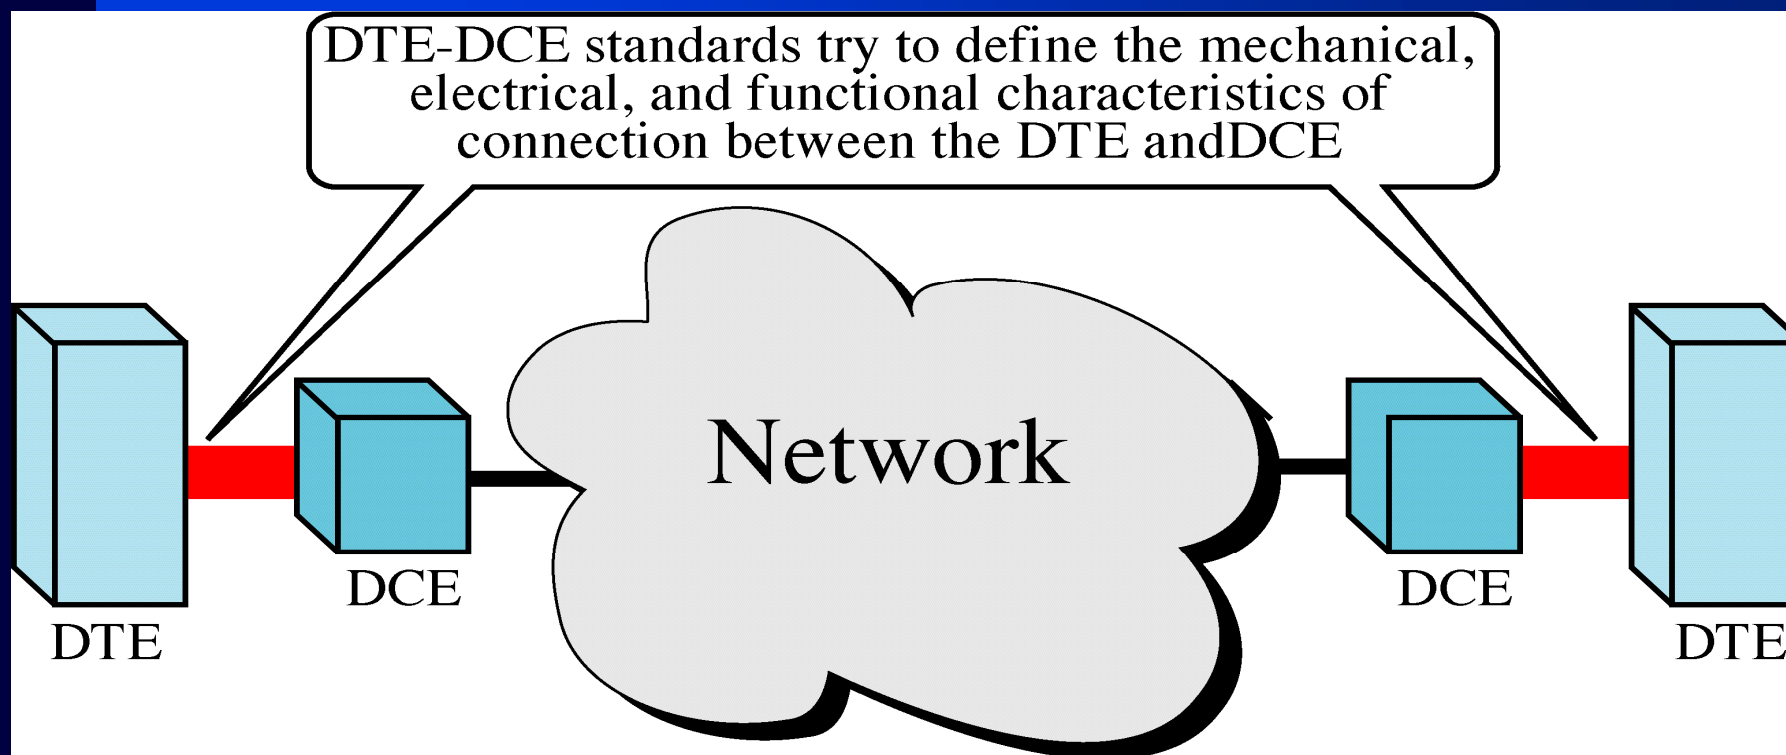 DTE-DCE standards try to define the mechanical,
electrical, and functional characteristics of
connection between the DTE andDCE
Network
DCE
DCE
DTE
DTE